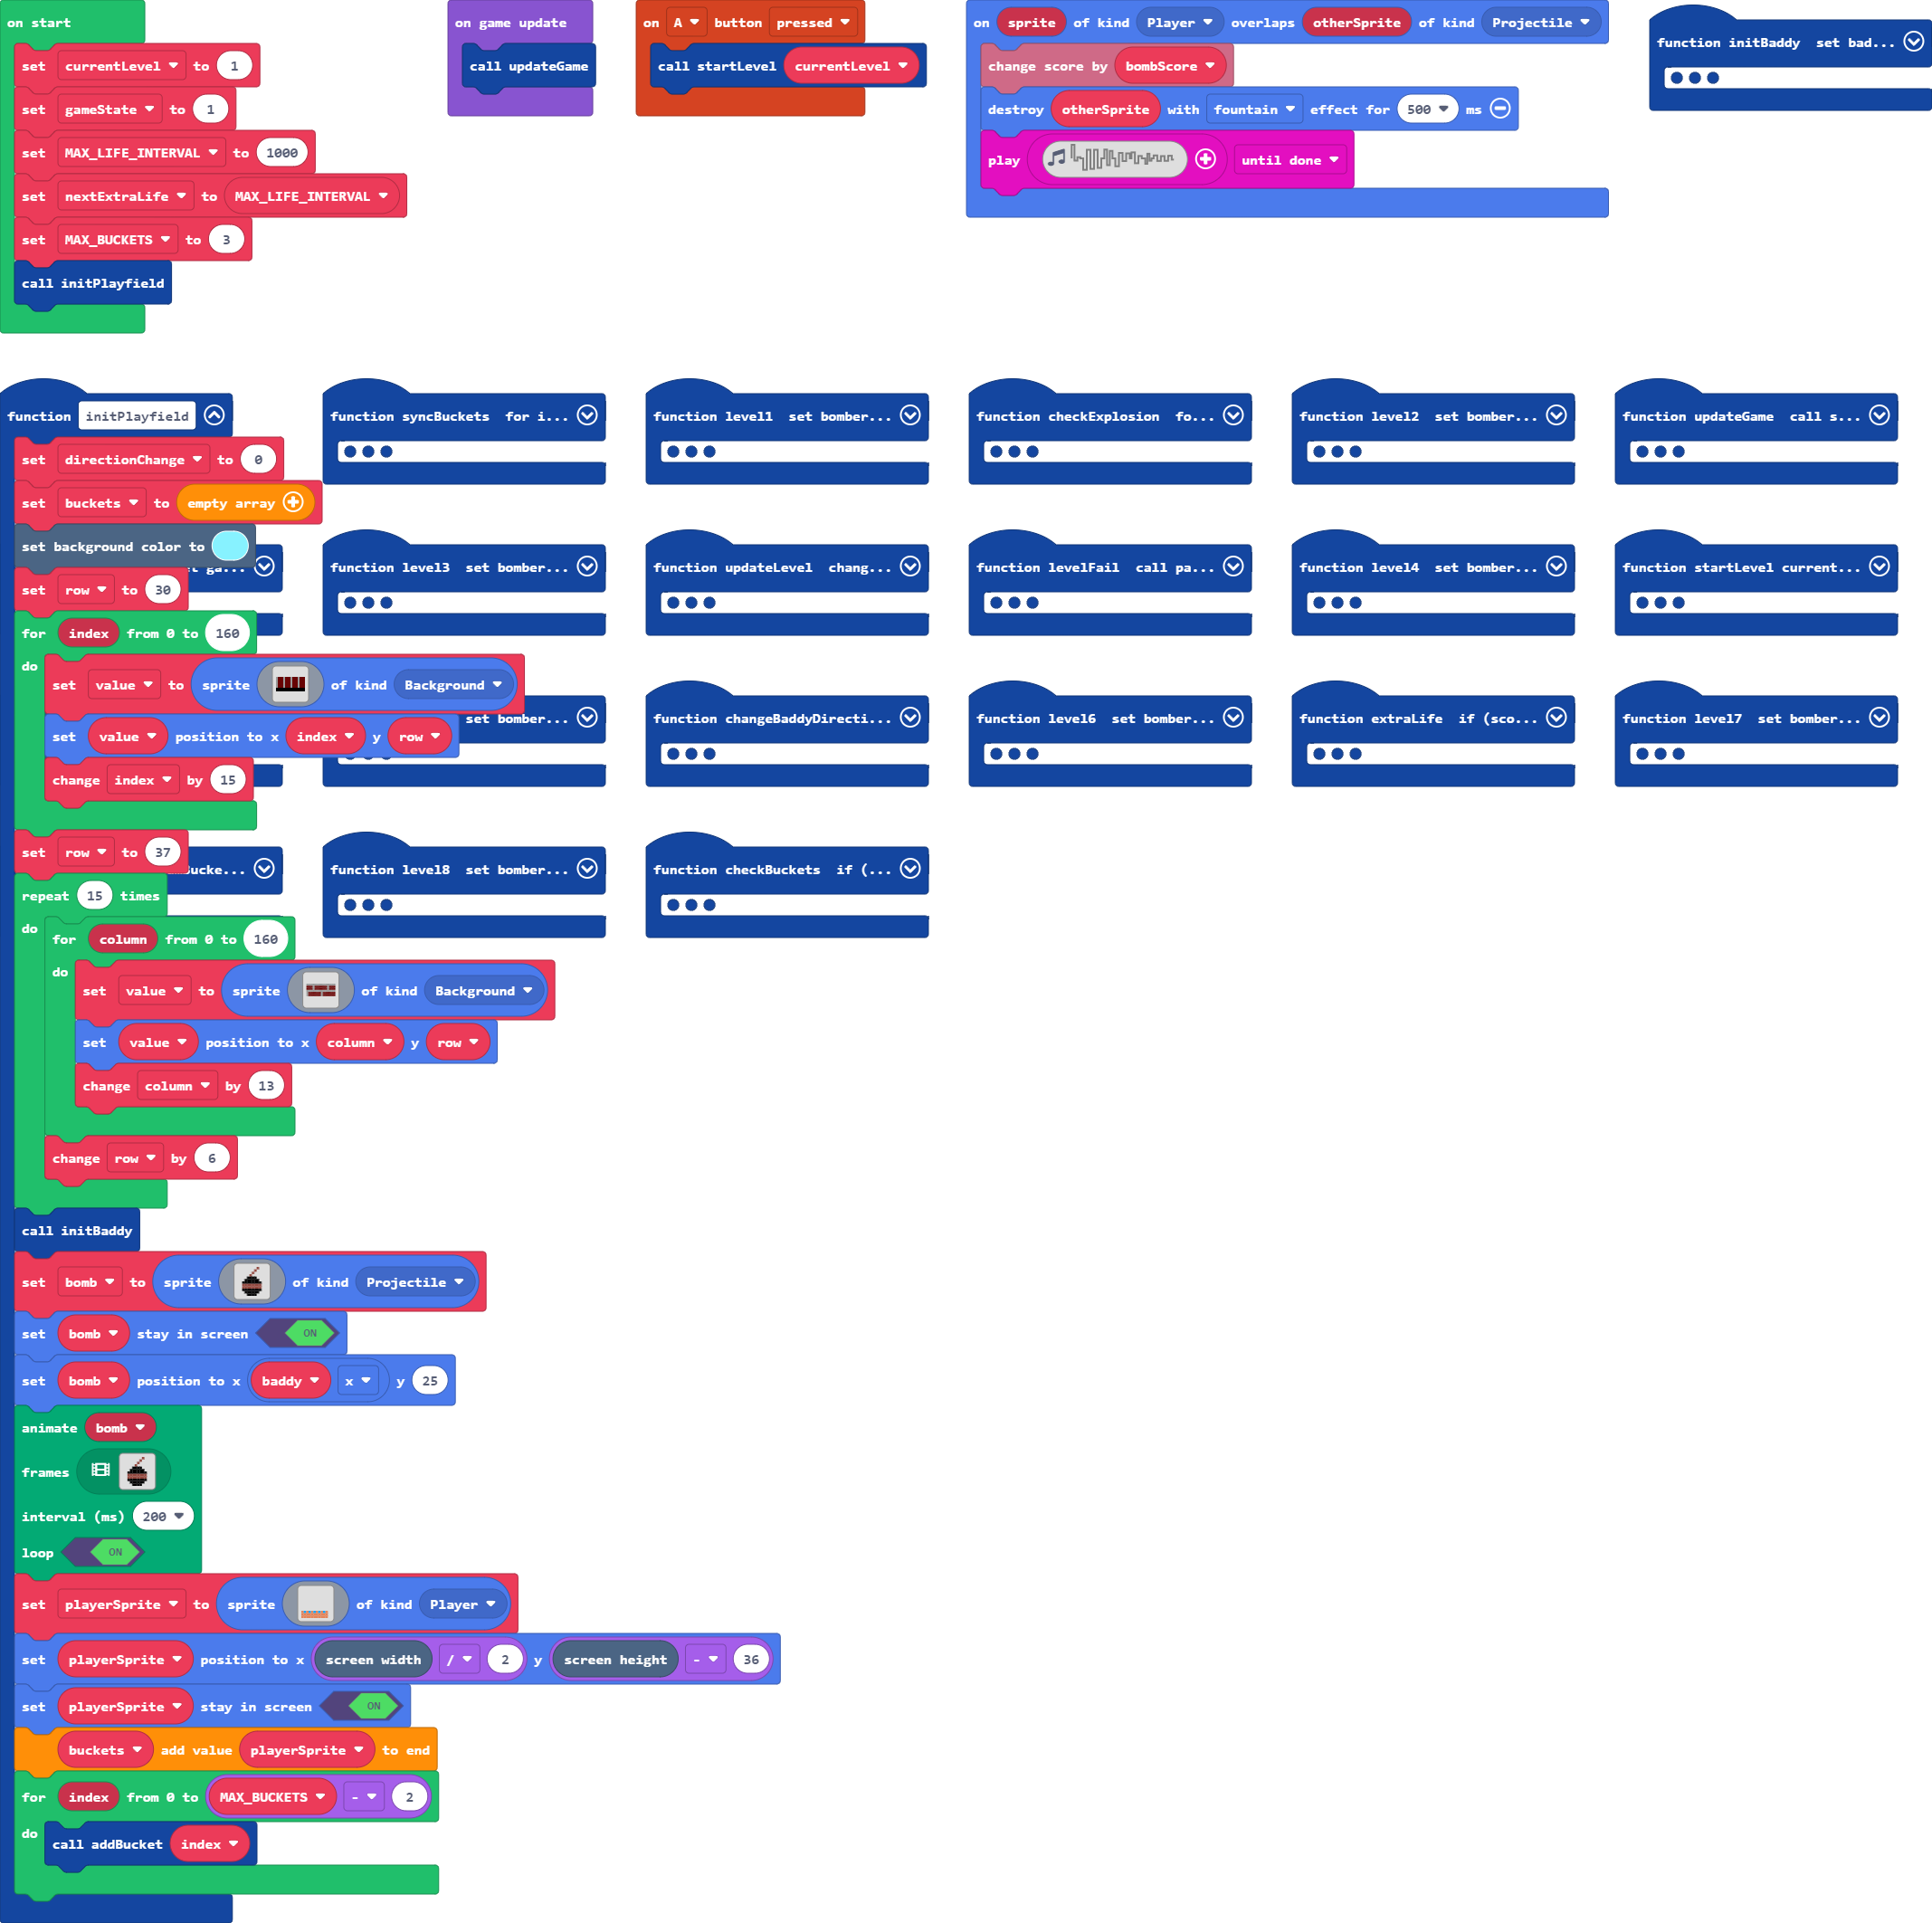 on start
set currentLevel to 1
set gameState to 1
set MAX_LIFE_INTERVAL to 1000
set nextExtraLife to MAX_LIFE_INTERVAL
set MAX_BUCKETS to 3
call initPlayfield
on game update
call updateGame
on A button pressed
call startLevel currentLevel
on sprite of kind Player overlaps otherSprite of kind Projectile
change score by bombScore
destroy otherSprite with fountain effect for 500 ms
play until done
function initBaddy set bad...
function initPlayfield
set directionChange to 0
set buckets to empty array
set background color to
set row to 30
for index from 0 to 160
do
set value to sprite of kind Background
set value position to x index y row
change index by 15
set row to 37
repeat 15 times
do
for column from 0 to 160
do
set value to sprite of kind Background
set value position to x column y row
change column by 13
change row by 6
call initBaddy
set bomb to sprite of kind Projectile
set bomb stay in screen ON
set bomb position to x baddy x y 25
animate bomb
frames
interval (ms) 200
loop ON
set playerSprite to sprite of kind Player
set playerSprite position to x screen width / 2 y screen height - 36
set playerSprite stay in screen ON
buckets add value playerSprite to end
for index from 0 to MAX_BUCKETS - 2
do
call addBucket index
function syncBuckets for i...
function level1 set bomber...
function checkExplosion fo...
function level2 set bomber...
function updateGame call s...
function level3 set bomber...
function updateLevel chang...
function levelFail call pa...
function level4 set bomber...
function startLevel current...
set bomber...
function changeBaddyDirecti...
function level6 set bomber...
function extraLife if (sco...
function level7 set bomber...
function level8 set bomber...
function checkBuckets if (...